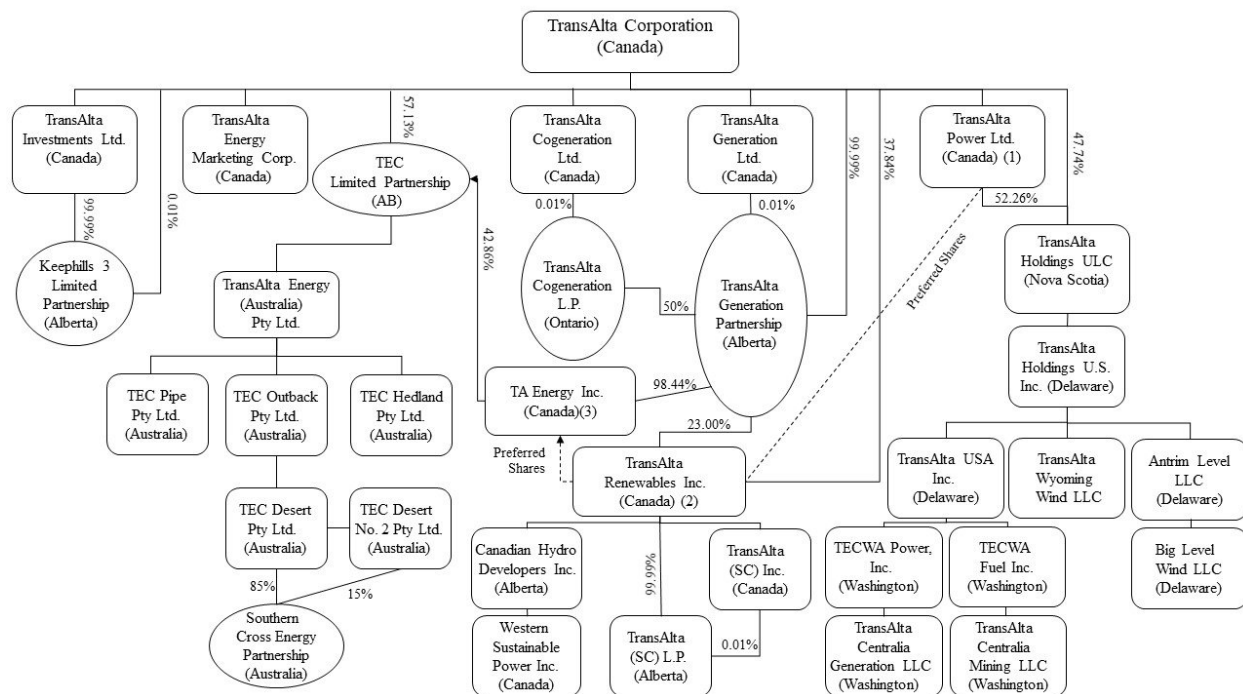 TransAlta Corporation
(Canada)
TransAlta
Investments Ltd.
(Canada)
TransAlta
Energy
Marketing Corp.
(Canada)
57.13%
TEC
Limited Partnership
(AB)
TransAlta
Cogeneration
Ltd.
(Canada)
TransAlta
Generation
Ltd.
(Canada)
99.99%
37.84%
TransAlta
Power Ltd.
(Canada) (1)
47.74%
52.26%
99.99%
0.01%
0.01%
0.01%
Keephills 3
Limited
Partnership
(Alberta)
42.86%
TransAlta
Cogeneration
L.P.
(Ontario)
50%
TransAlta
Generation
Partnership
(Alberta)
Preferred Shares
TransAlta
Holdings ULC
(Nova Scotia)
TransAlta Energy
(Australia)
Pty Ltd.
TransAlta
Holdings U.S.
Inc. (Delaware)
TEC Pipe
Pty Ltd.
(Australia)
TEC Outback
Pty Ltd.
(Australia)
TEC Hedland
Pty Ltd.
(Australia)
TA Energy Inc.
(Canada)(3)
98.44%
23.00%
Preferred
Shares
TransAlta
Renewables Inc.
(Canada) (2)
TransAlta USA
Inc.
(Delaware)
TransAlta
Wyoming
Wind LLC
Antrim Level
LLC
(Delaware)
TEC Desert
Pty Ltd.
(Australia)
TEC Desert
No. 2 Pty Ltd.
(Australia)
Canadian Hydro
Developers Inc.
(Alberta)
99.99%
TransAlta
(SC) Inc.
(Canada)
TECWA Power,
Inc.
(Washington)
TECWA
Fuel Inc.
(Washington)
Big Level
Wind LLC
(Delaware)
85%
15%
Southern
Cross Energy
Partnership
(Australia)
Western
Sustainable
Power Inc.
(Canada)
TransAlta
(SC) L.P.
(Alberta)
0.01%
TransAlta
Centralia
Generation LLC
(Washington)
TransAlta
Centralia
Mining LLC
(Washington)